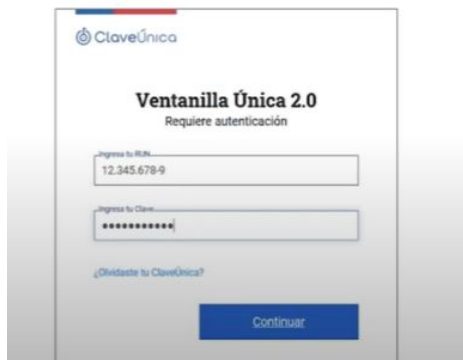 ClaveÚnica
Ventanilla Única 2.0
Requiere autenticación
Ingresa tu RUN
12.345.678-9
Ingresa tu Clave
•••••••••••
¿Olvidaste tu ClaveÚnica?
Continuar